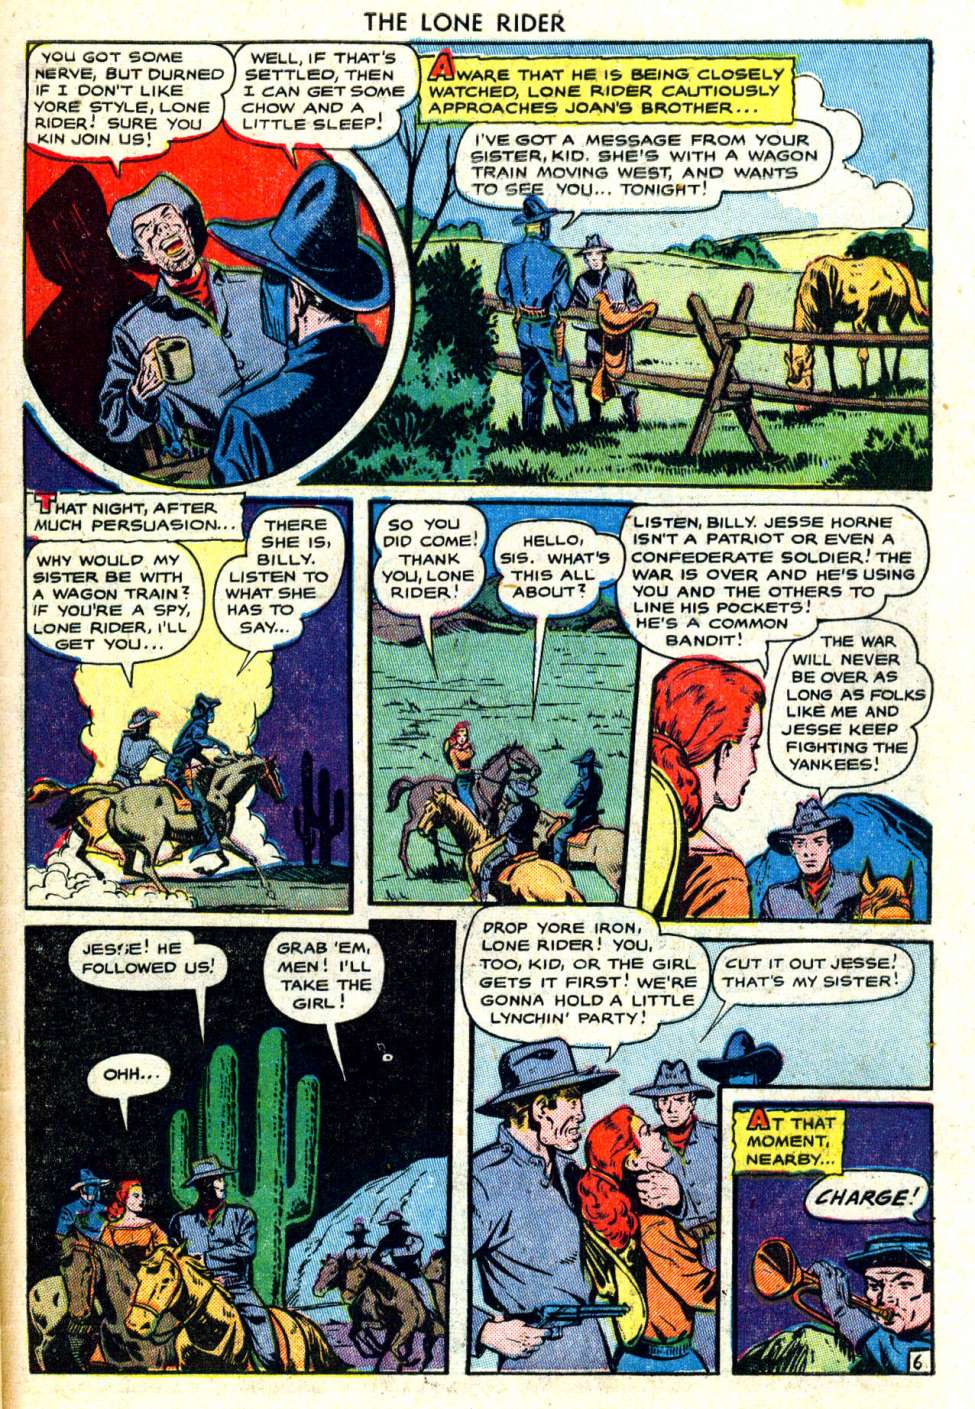 THE LONE RIDER
YOU GOT SOME
NERVE, BUT DURNED
IF I DON'T LIKE
YORE STYLE, LONE
RIDER! SURE YOU
KIN JOIN US!
WELL, IF THAT'S
SETTLED, THEN
I CAN GET SOME
CHOW AND A
LITTLE SLEEP!
AWARE THAT HE IS BEING CLOSELY
WATCHED, LONE RIDER CAUTIOUSLY
APPROACHES JOAN'S BROTHER...
I'VE GOT A MESSAGE FROM YOUR
SISTER, KID. SHE'S WITH A WAGON
TRAIN MOVING WEST, AND WANTS
TO SEE YOU... TONIGHT!
THAT NIGHT, AFTER
MUCH PERSUASION...
WHY WOULD MY
SISTER BE WITH
A WAGON TRAIN?
IF YOU'RE A SPY,
LONE RIDER, I'LL
GET YOU...
THERE
SHE IS,
BILLY.
LISTEN TO
WHAT SHE
HAS TO
SAY...
SO YOU
DID COME!
THANK
YOU, LONE
RIDER!
HELLO,
SIS. WHAT'S
THIS ALL
ABOUT?
LISTEN, BILLY. JESSE HORNE
ISN'T A PATRIOT OR EVEN A
CONFEDERATE SOLDIER! THE
WAR IS OVER AND HE'S USING
YOU AND THE OTHERS TO
LINE HIS POCKETS!
HE'S A COMMON
BANDIT!
THE WAR
WILL NEVER
BE OVER AS
LONG AS FOLKS
LIKE ME AND
JESSE KEEP
FIGHTING THE
YANKEES!
JESSE! HE
FOLLOWED US!
GRAB 'EM,
MEN! I'LL
TAKE THE
GIRL!
OHH...
DROP YORE IRON,
LONE RIDER! YOU,
TOO, KID, OR THE GIRL
GETS IT FIRST! WE'RE
GONNA HOLD A LITTLE
LYNCHIN' PARTY!
CUT IT OUT JESSE!
THAT'S MY SISTER!
AT THAT
MOMENT,
NEARBY...
CHARGE!
6